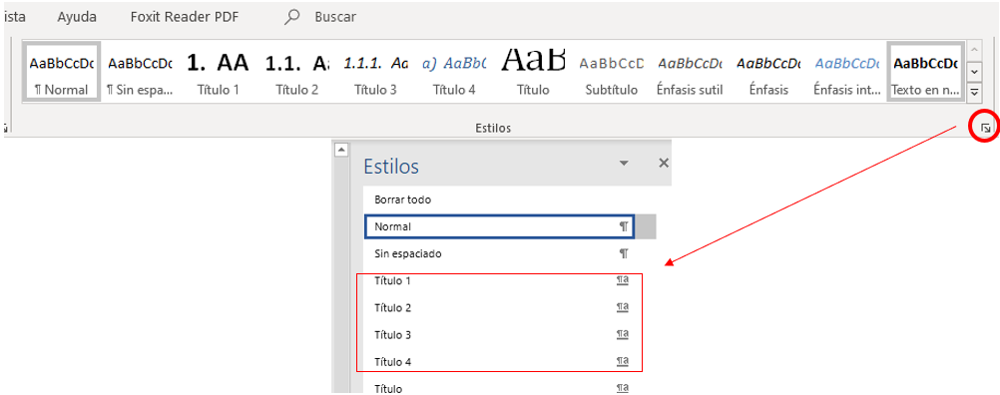 ista Ayuda Foxit Reader PDF Buscar
AaBbCcDc AaBbCcDc 1. AA 1.1. A 1.1.1. Aa a) AaBb( AaB AaBbCcD AaBbCcDc AaBbCcDc AaBbCcDc AaBbCcDc
¶ Normal ¶ Sin espa... Título 1 Título 2 Título 3 Título 4 Título Subtítulo Énfasis sutil Énfasis Énfasis int... Texto en n...
Estilos
Estilos
Borrar todo
Normal ¶
Sin espaciado ¶
Título 1 ¶a
Título 2 ¶a
Título 3 ¶a
Título 4 ¶a
Título ¶a